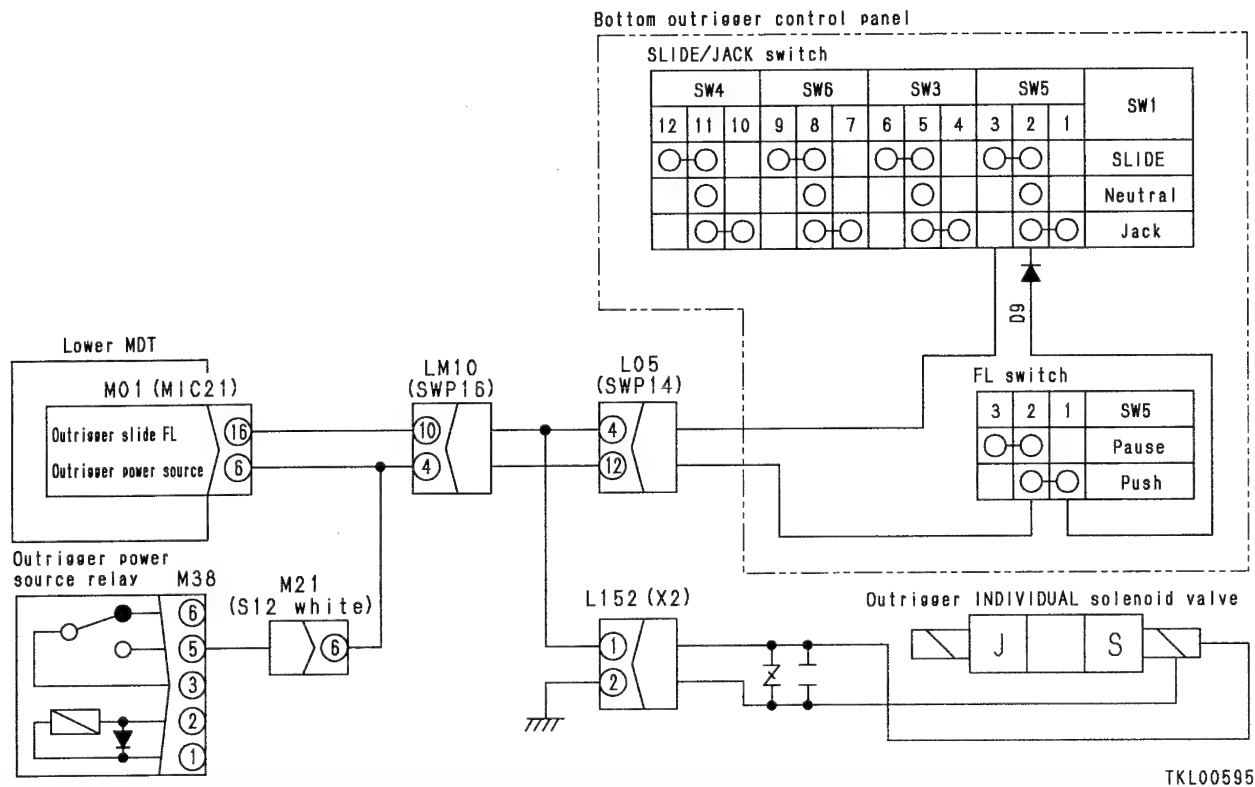 Bottom outrigger control panel
SLIDE/JACK switch
SW4 SW6 SW3 SW5 SW1
12 11 10 9 8 7 6 5 4 3 2 1
SLIDE
Neutral
Jack
D9
FL switch
3 2 1 SW5
Pause
Push
Lower MDT
M01 (MIC21)
Outrigger slide FL 16
Outrigger power source 6
LM10
(SWP16)
10
4
L05
(SWP14)
4
12
Outrigger power
source relay M38
6
5
3
2
1
M21
(S12 white)
6
L152 (X2)
1
2
Outrigger INDIVIDUAL solenoid valve
J S
TKL00595